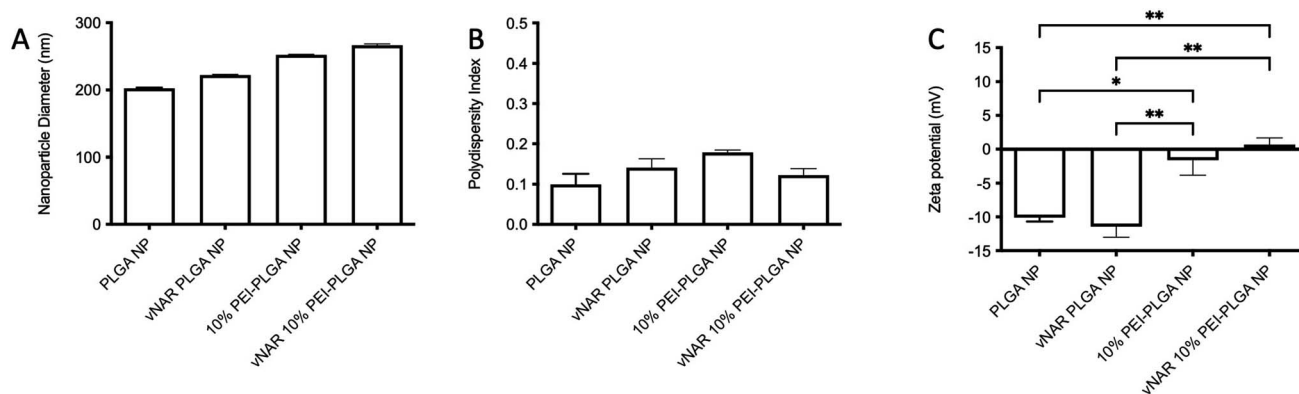 A
Nanoparticle Diameter (nm)
300
200
100
0
PLGA NP
vNAR PLGA NP
10% PEI-PLGA NP
vNAR 10% PEI-PLGA NP
B
Polydispersity Index
0.5
0.4
0.3
0.2
0.1
0.0
PLGA NP
vNAR PLGA NP
10% PEI-PLGA NP
vNAR 10% PEI-PLGA NP
C
Zeta potential (mV)
15
10
5
0
-5
-10
-15
**
**
*
**
PLGA NP
vNAR PLGA NP
10% PEI-PLGA NP
vNAR 10% PEI-PLGA NP